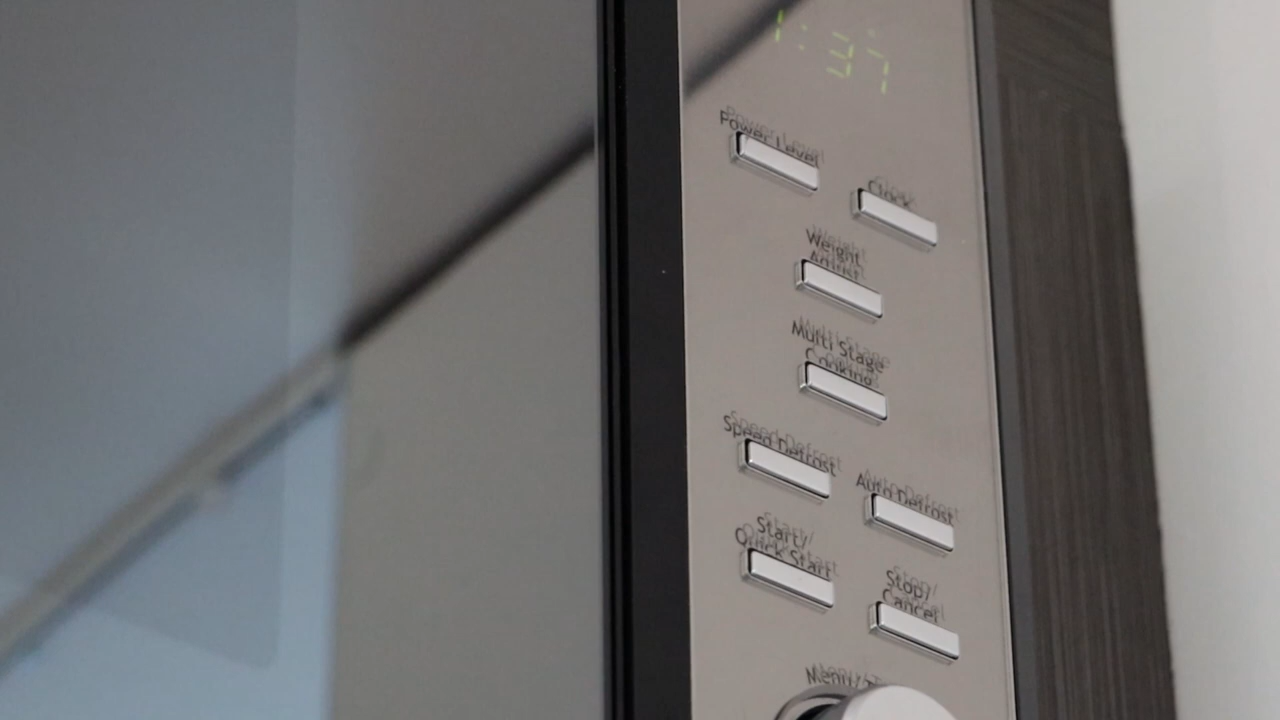 1:37
Power Level
Clock
Weight
Adjust
Multi Stage
Cooking
Speed Defrost
Auto Defrost
Start/
Quick Start
Stop/
Cancel